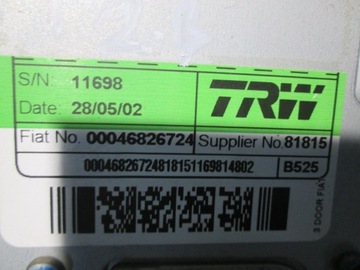 S/N: 11698
Date: 28/05/02
TRW
Fiat No. 00046826724 Supplier No. 81815
00046826724818151169814802
B525
3 DOOR FIAT